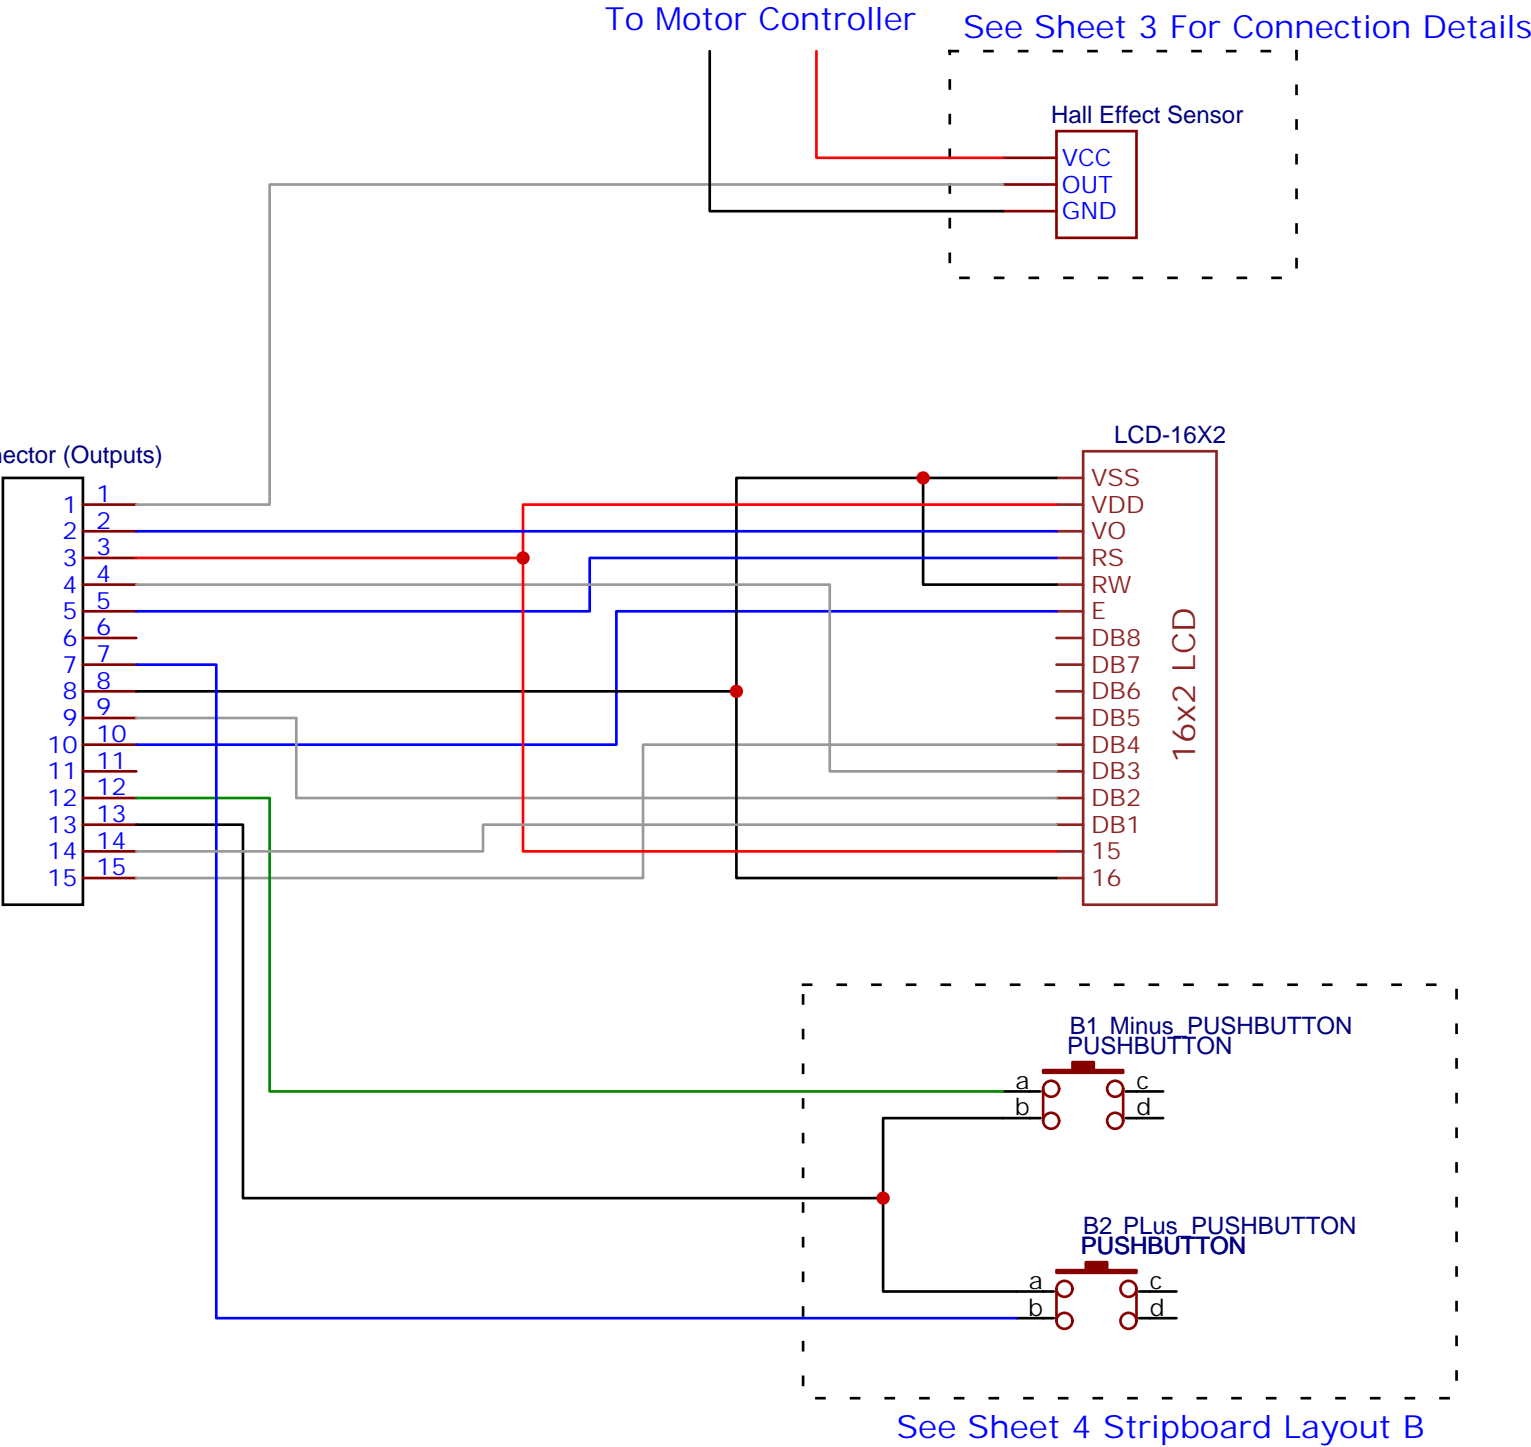 To Motor Controller
See Sheet 3 For Connection Details
Hall Effect Sensor
VCC
OUT
GND
LCD-16X2
(Outputs)
1 1
2 2
3 3
4 4
5 5
6 6
7 7
8 8
9 9
10 10
11 11
12 12
13 13
14 14
15 15
VSS
VDD
VO
RS
RW
E
DB8
DB7
DB6
DB5
DB4
DB3
DB2
DB1
15
16
16x2 LCD
B1_Minus_PUSHBUTTON
PUSHBUTTON
a c
b d
B2_PLus_PUSHBUTTON
PUSHBUTTON
a c
b d
See Sheet 4 Stripboard Layout B